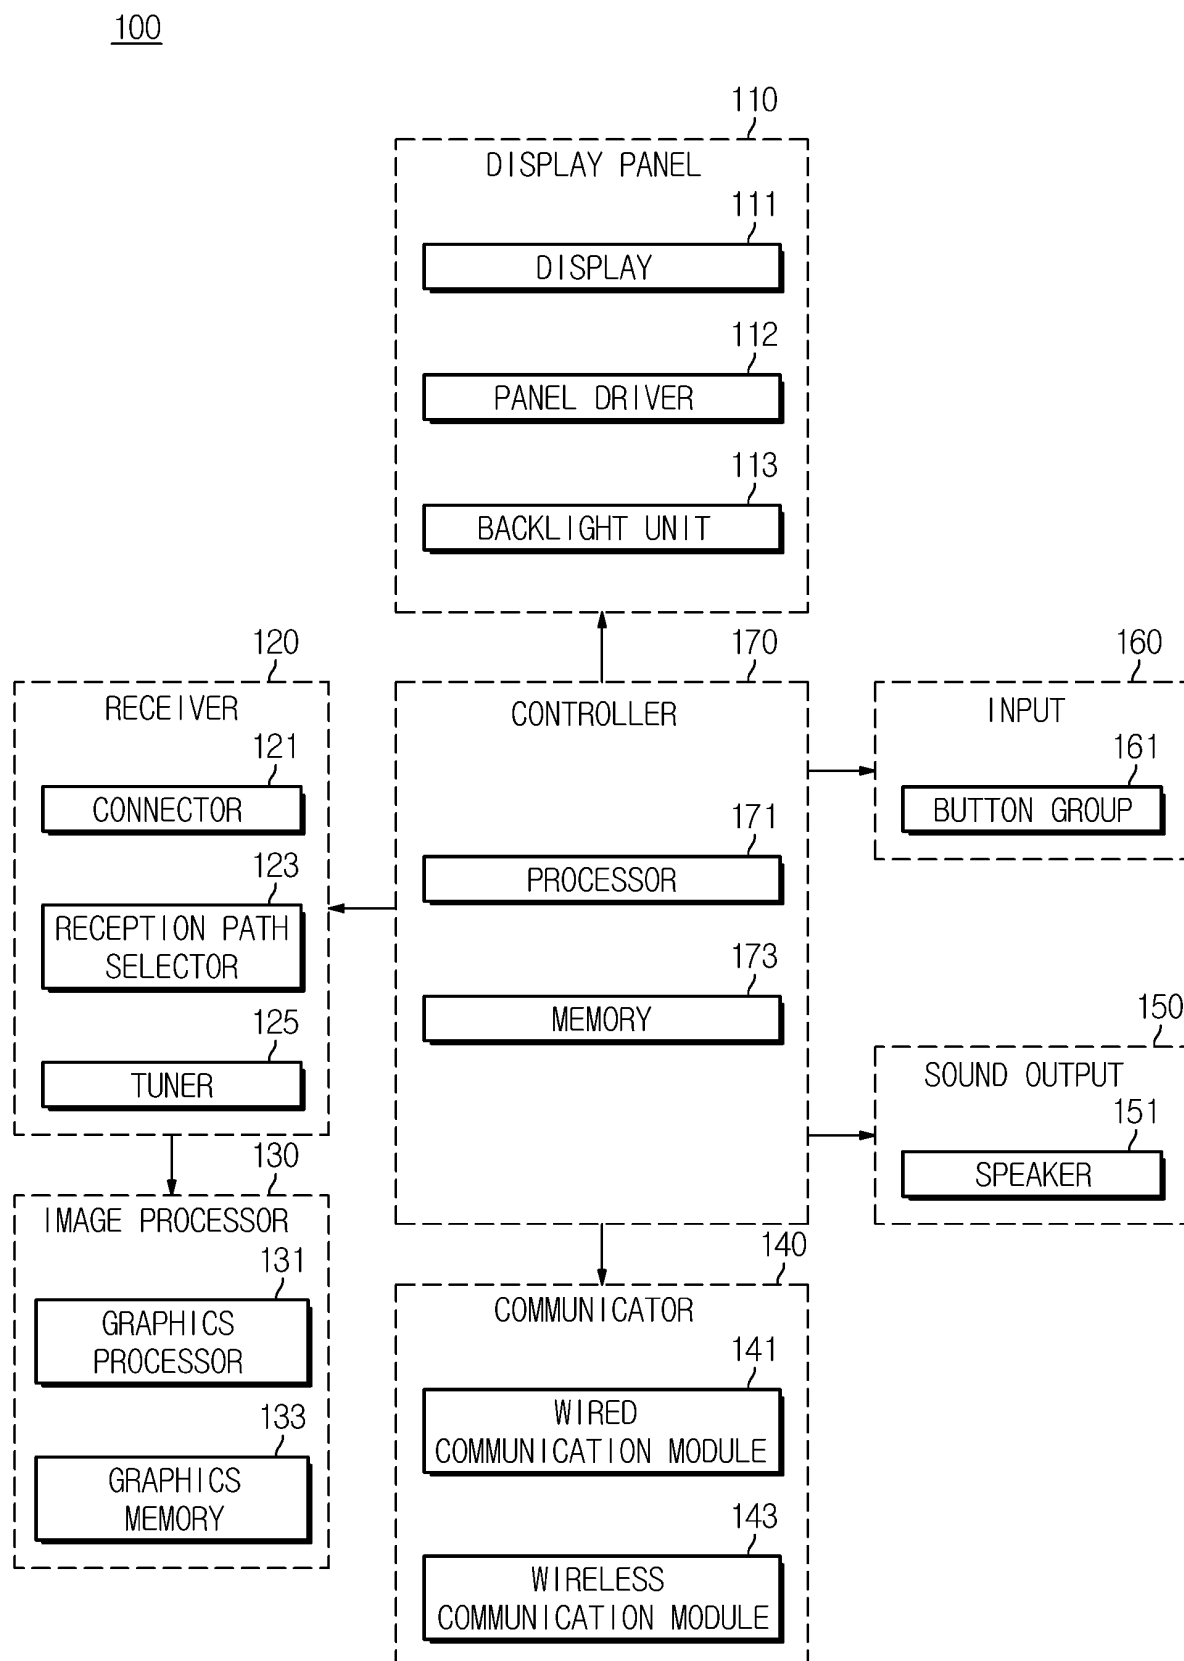 100
110
DISPLAY PANEL
111
DISPLAY
112
PANEL DRIVER
113
BACKLIGHT UNIT
120
RECEIVER
121
CONNECTOR
123
RECEPTION PATH
SELECTOR
125
TUNER
170
CONTROLLER
171
PROCESSOR
173
MEMORY
160
INPUT
161
BUTTON GROUP
150
SOUND OUTPUT
151
SPEAKER
130
IMAGE PROCESSOR
131
GRAPHICS
PROCESSOR
133
GRAPHICS
MEMORY
140
COMMUNICATOR
141
WIRED
COMMUNICATION MODULE
143
WIRELESS
COMMUNICATION MODULE